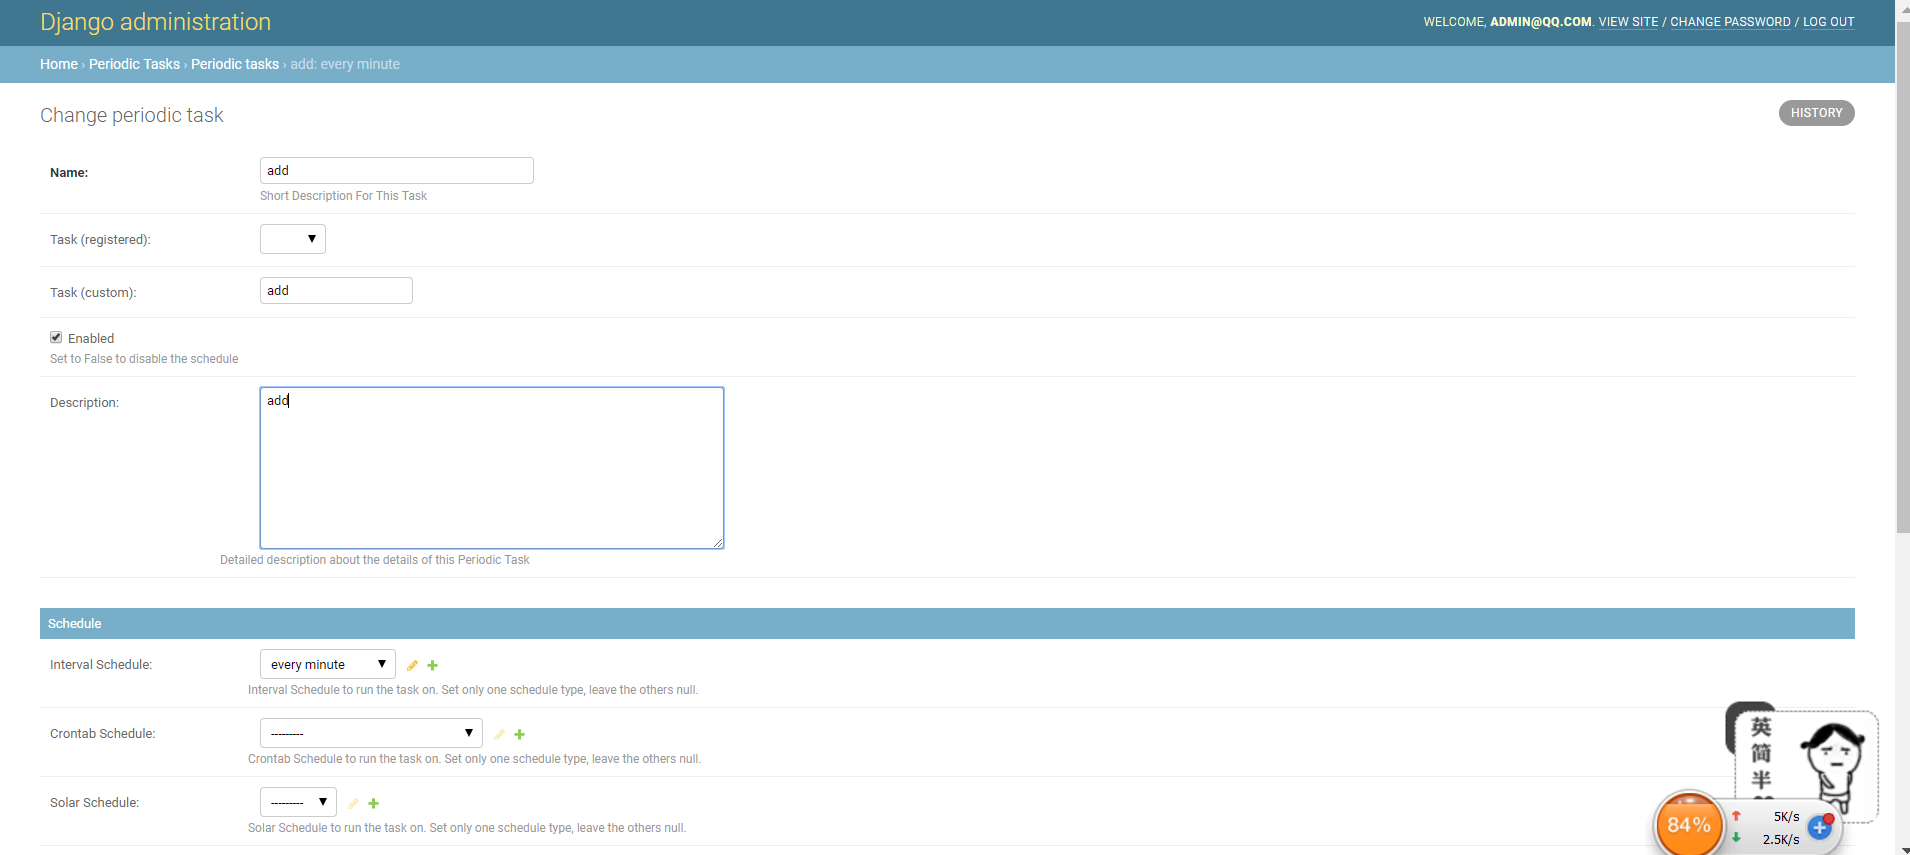 Django administration
WELCOME, ADMIN@QQ.COM. VIEW SITE / CHANGE PASSWORD / LOG OUT
Home › Periodic Tasks › Periodic tasks › add: every minute
Change periodic task
HISTORY
Name:
add
Short Description For This Task
Task (registered):
Task (custom):
add
Enabled
Set to False to disable the schedule
Description:
add
Detailed description about the details of this Periodic Task
Schedule
Interval Schedule:
every minute
Interval Schedule to run the task on. Set only one schedule type, leave the others null.
Crontab Schedule:
---------
Crontab Schedule to run the task on. Set only one schedule type, leave the others null.
Solar Schedule:
---------
Solar Schedule to run the task on. Set only one schedule type, leave the others null.
英
简
半
84%
5K/s
2.5K/s